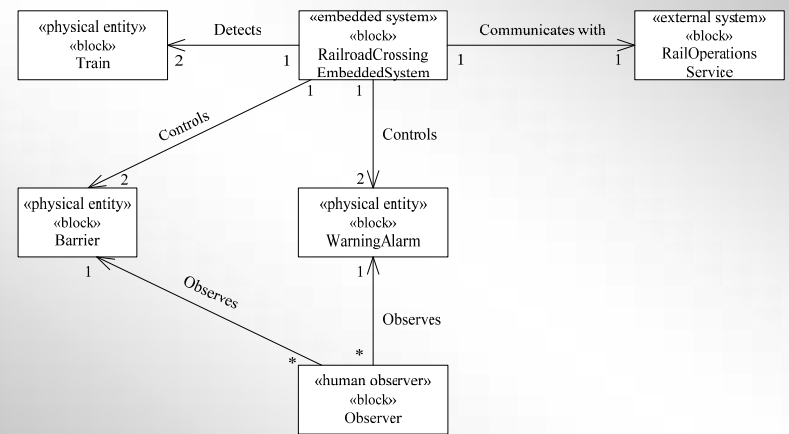 «physical entity»
«block»
Train
Detects
2
1
«embedded system»
«block»
RailroadCrossing
EmbeddedSystem
Communicates with
1
1
«external system»
«block»
RailOperations
Service
1
1
Controls
Controls
2
2
«physical entity»
«block»
Barrier
«physical entity»
«block»
WarningAlarm
1
1
Observes
Observes
*
*
«human observer»
«block»
Observer